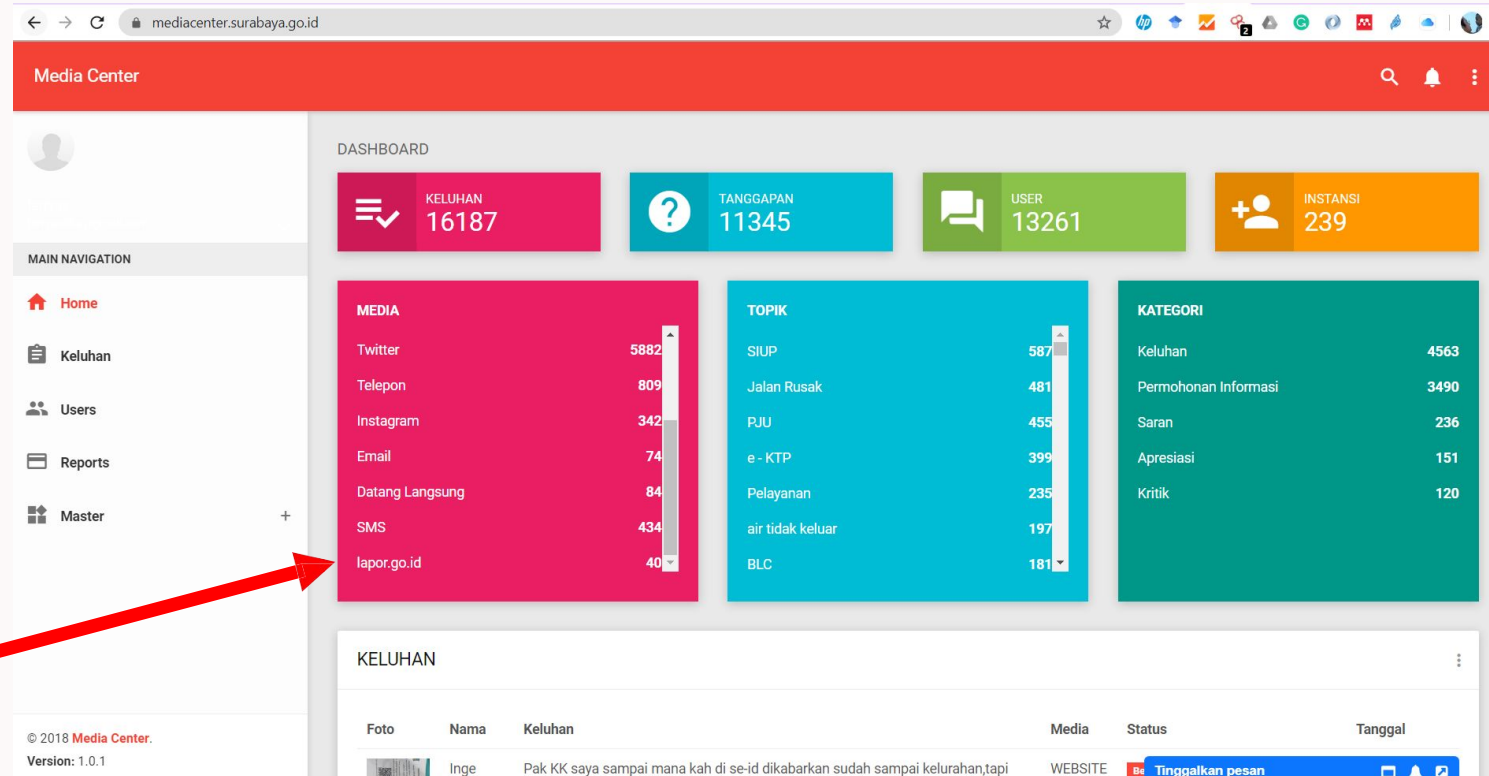 mediacenter.surabaya.go.id
2
Media Center
DASHBOARD
KELUHAN
16187
TANGGAPAN
11345
USER
13261
INSTANSI
239
MAIN NAVIGATION
Home
Keluhan
Users
Reports
Master +
MEDIA
Twitter 5882
Telepon 809
Instagram 342
Email 74
Datang Langsung 84
SMS 434
lapor.go.id 40
TOPIK
SIUP 587
Jalan Rusak 481
PJU 455
e - KTP 399
Pelayanan 235
air tidak keluar 197
BLC 181
KATEGORI
Keluhan 4563
Permohonan Informasi 3490
Saran 236
Apresiasi 151
Kritik 120
KELUHAN
Foto Nama Keluhan Media Status Tanggal
Inge Pak KK saya sampai mana kah di se-id dikabarkan sudah sampai kelurahan,tapi WEBSITE Be
Tinggalkan pesan
© 2018 Media Center.
Version: 1.0.1